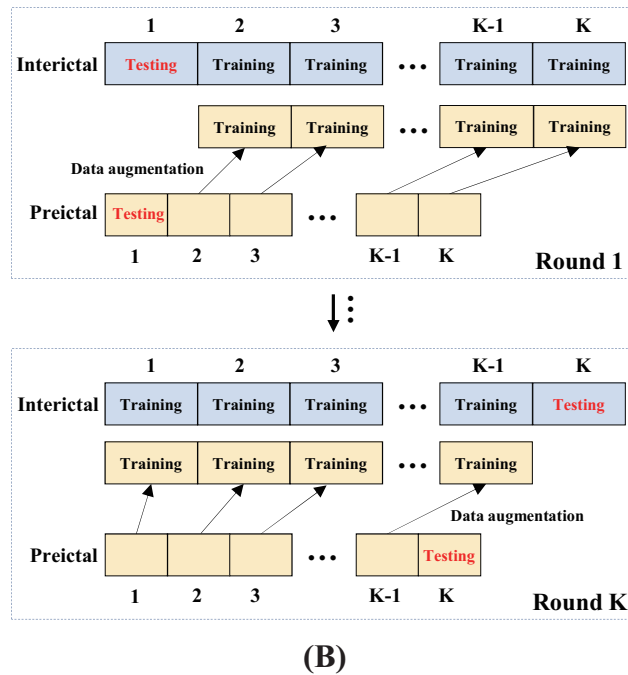 1 2 3 K-1 K
Interictal Testing Training Training ••• Training Training
Training Training ••• Training Training
Data augmentation
Preictal Testing •••
1 2 3 K-1 K
Round 1
1 2 3 K-1 K
Interictal Training Training Training ••• Training Testing
Training Training Training ••• Training
Data augmentation
Preictal ••• Testing
1 2 3 K-1 K
Round K
(B)